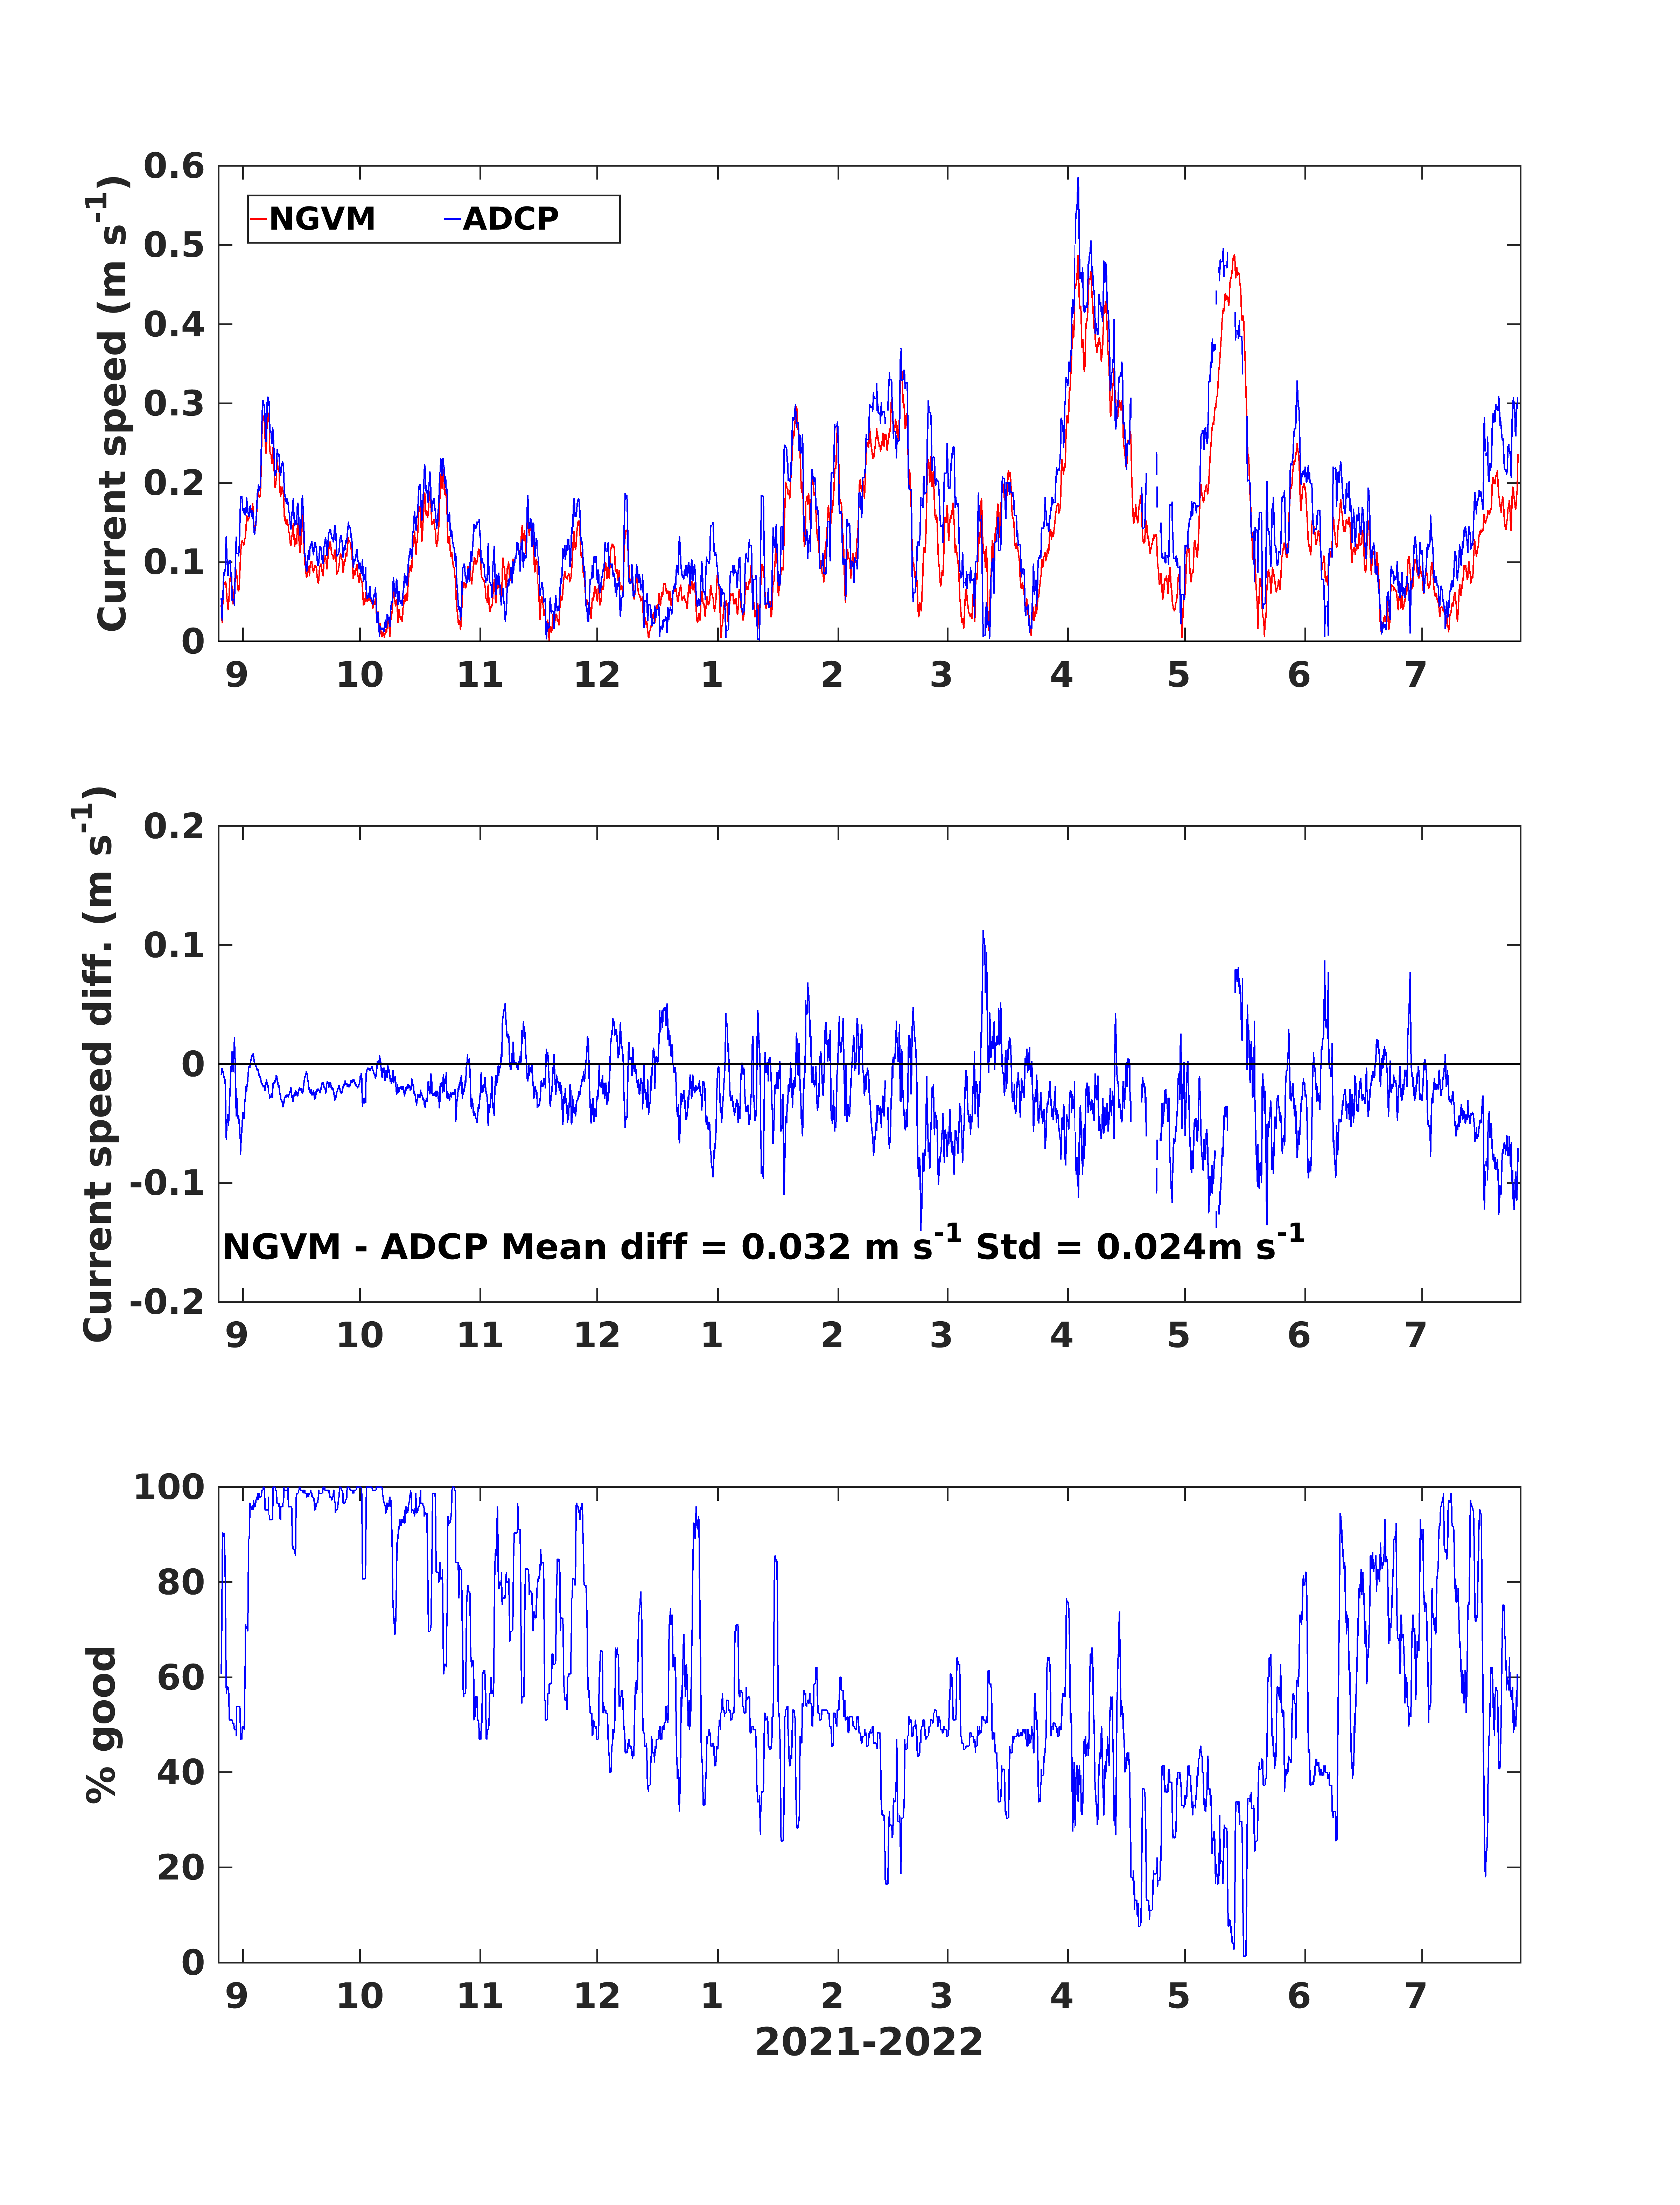 Current speed (m s-1)
0.6
0.5
0.4
0.3
0.2
0.1
0
NGVM ADCP
9 10 11 12 1 2 3 4 5 6 7
Current speed diff. (m s-1)
0.2
0.1
0
-0.1
-0.2
NGVM - ADCP Mean diff = 0.032 m s-1 Std = 0.024m s-1
9 10 11 12 1 2 3 4 5 6 7
% good
100
80
60
40
20
0
9 10 11 12 1 2 3 4 5 6 7
2021-2022